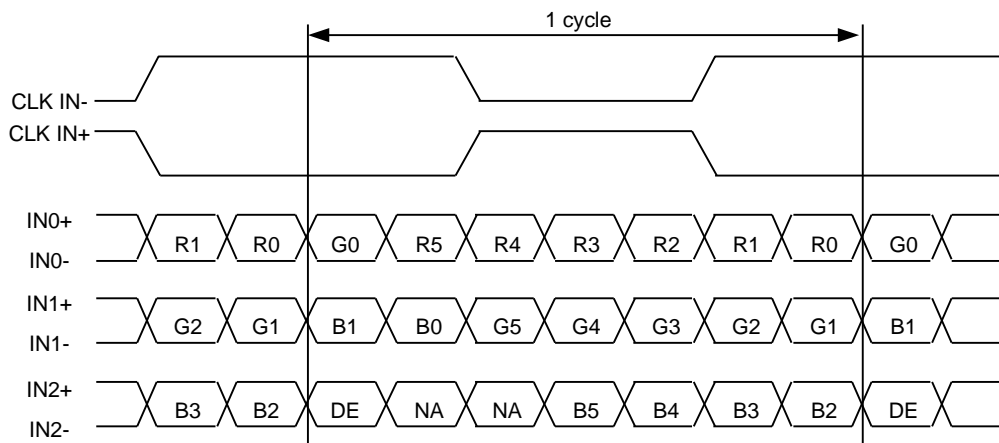 1 cycle
CLK IN-
CLK IN+
IN0+
R1 R0 G0 R5 R4 R3 R2 R1 R0 G0
IN0-
IN1+
G2 G1 B1 B0 G5 G4 G3 G2 G1 B1
IN1-
IN2+
B3 B2 DE NA NA B5 B4 B3 B2 DE
IN2-